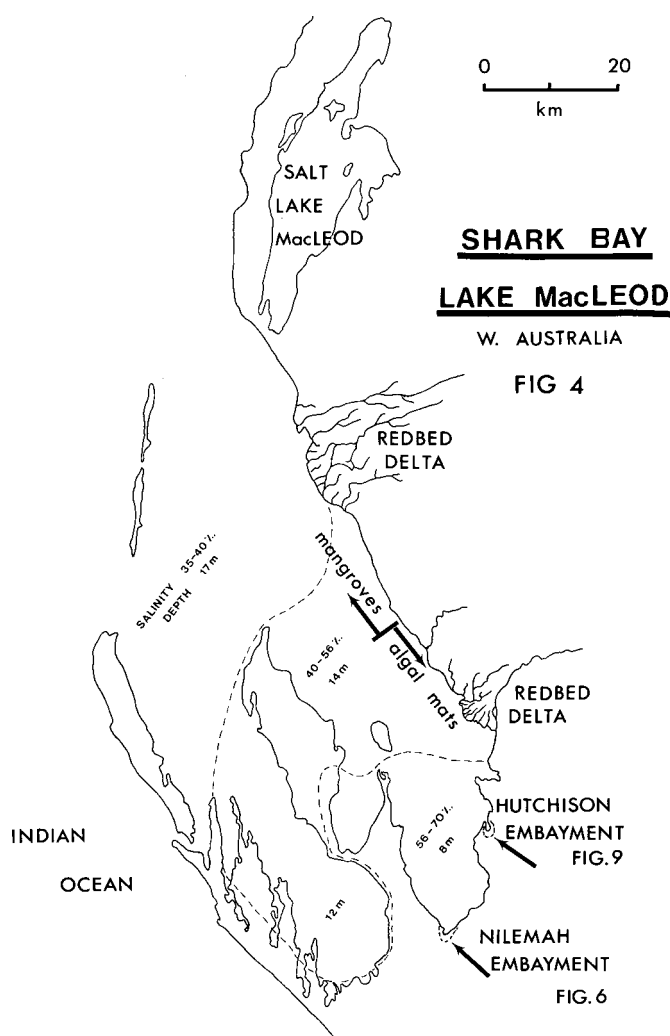 0 20
km
SALT
LAKE
MacLEOD
SHARK BAY
LAKE MacLEOD
W. AUSTRALIA
FIG 4
REDBED
DELTA
SALINITY 35-40‰
DEPTH 17m
mangroves
algal mats
40-56‰
14m
REDBED
DELTA
56-70‰
8m
HUTCHISON
EMBAYMENT
FIG.9
INDIAN
OCEAN
12m
NILEMAH
EMBAYMENT
FIG.6